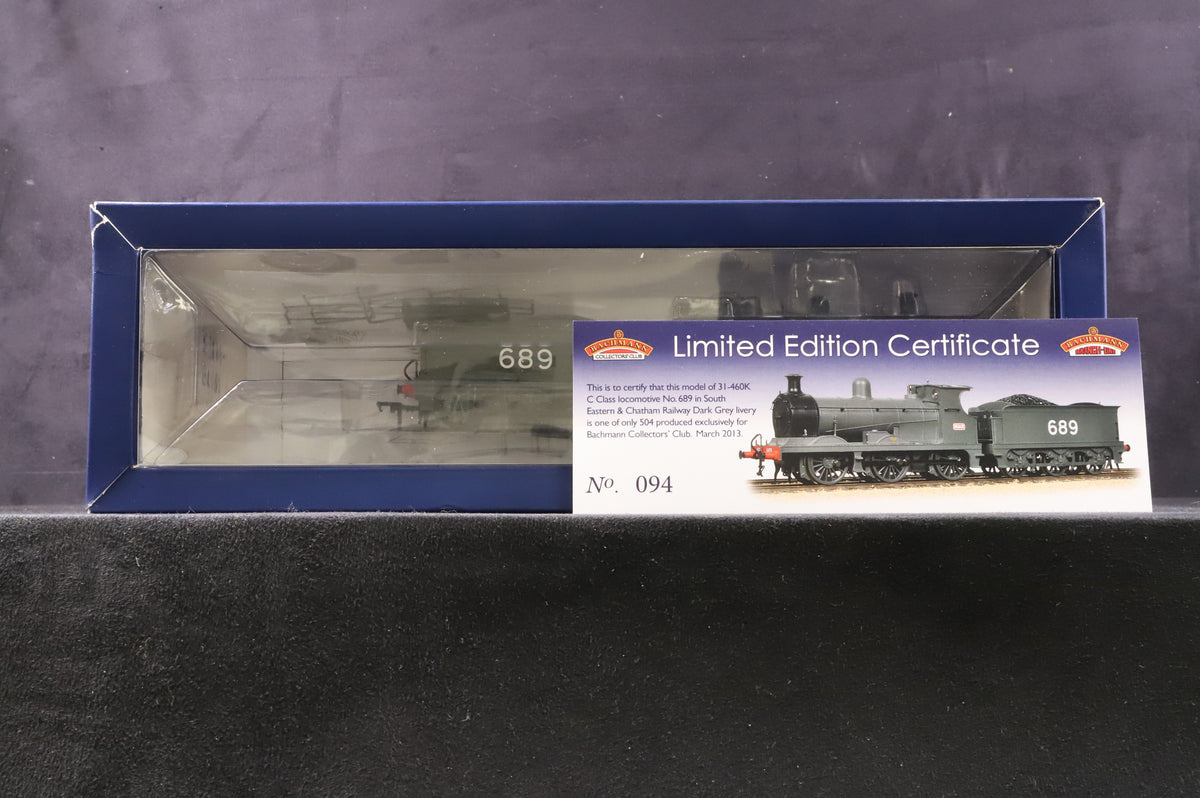 689
BACHMANN
COLLECTORS' CLUB
Limited Edition Certificate
BACHMANN
BRANCH-LINE
This is to certify that this model of 31-460K
C Class locomotive No. 689 in South
Eastern & Chatham Railway Dark Grey livery
is one of only 504 produced exclusively for
Bachmann Collectors' Club. March 2013.
No. 094
689